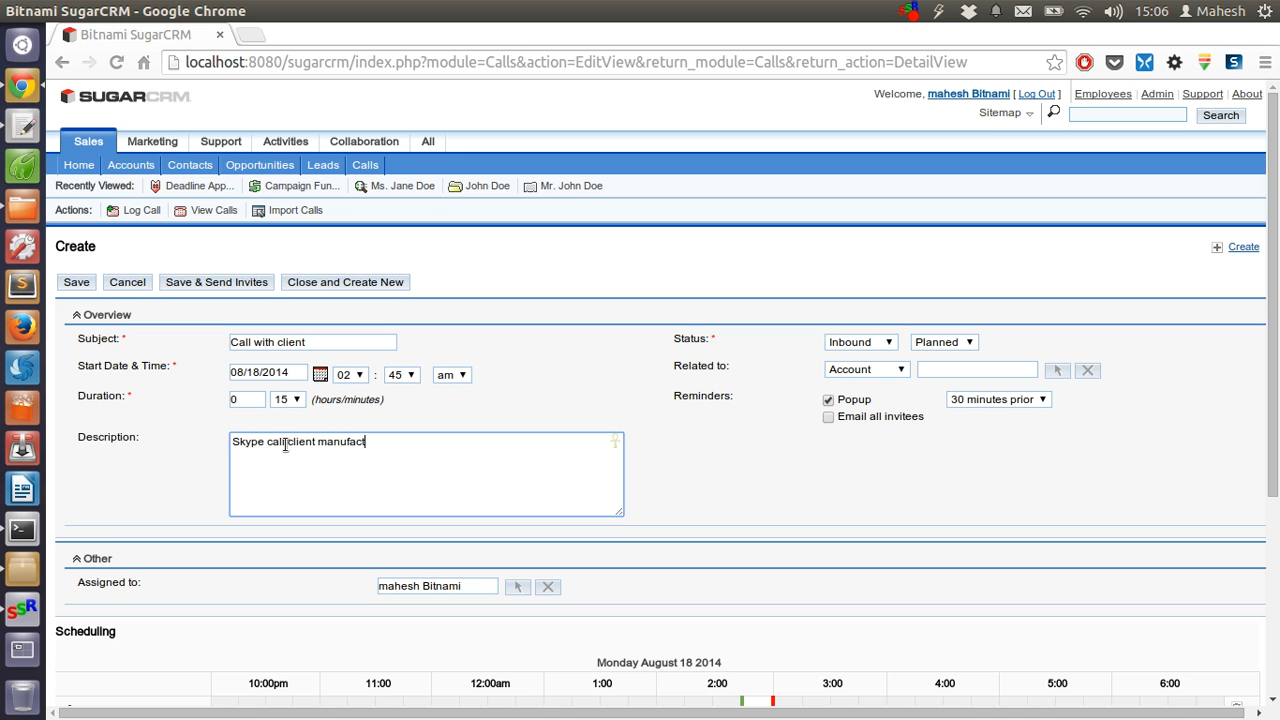 Bitnami SugarCRM - Google Chrome 15:06 Mahesh
Bitnami SugarCRM
localhost:8080/sugarcrm/index.php?module=Calls&action=EditView&return_module=Calls&return_action=DetailView
SUGARCRM Welcome, mahesh Bitnami [ Log Out ] Employees Admin Support About
Sitemap Search
Sales Marketing Support Activities Collaboration All
Home Accounts Contacts Opportunities Leads Calls
Recently Viewed: Deadline App... Campaign Fun... Ms. Jane Doe John Doe Mr. John Doe
Actions: Log Call View Calls Import Calls
Create Create
Save Cancel Save & Send Invites Close and Create New
Overview
Subject: * Call with client Status: * Inbound Planned
Start Date & Time: * 08/18/2014 02 : 45 am Related to: Account
Duration: * 0 15 (hours/minutes) Reminders: Popup 30 minutes prior
Email all invitees
Description: Skype call client manufact
Other
Assigned to: mahesh Bitnami
Scheduling
Monday August 18 2014
10:00pm 11:00 12:00am 1:00 2:00 3:00 4:00 5:00 6:00